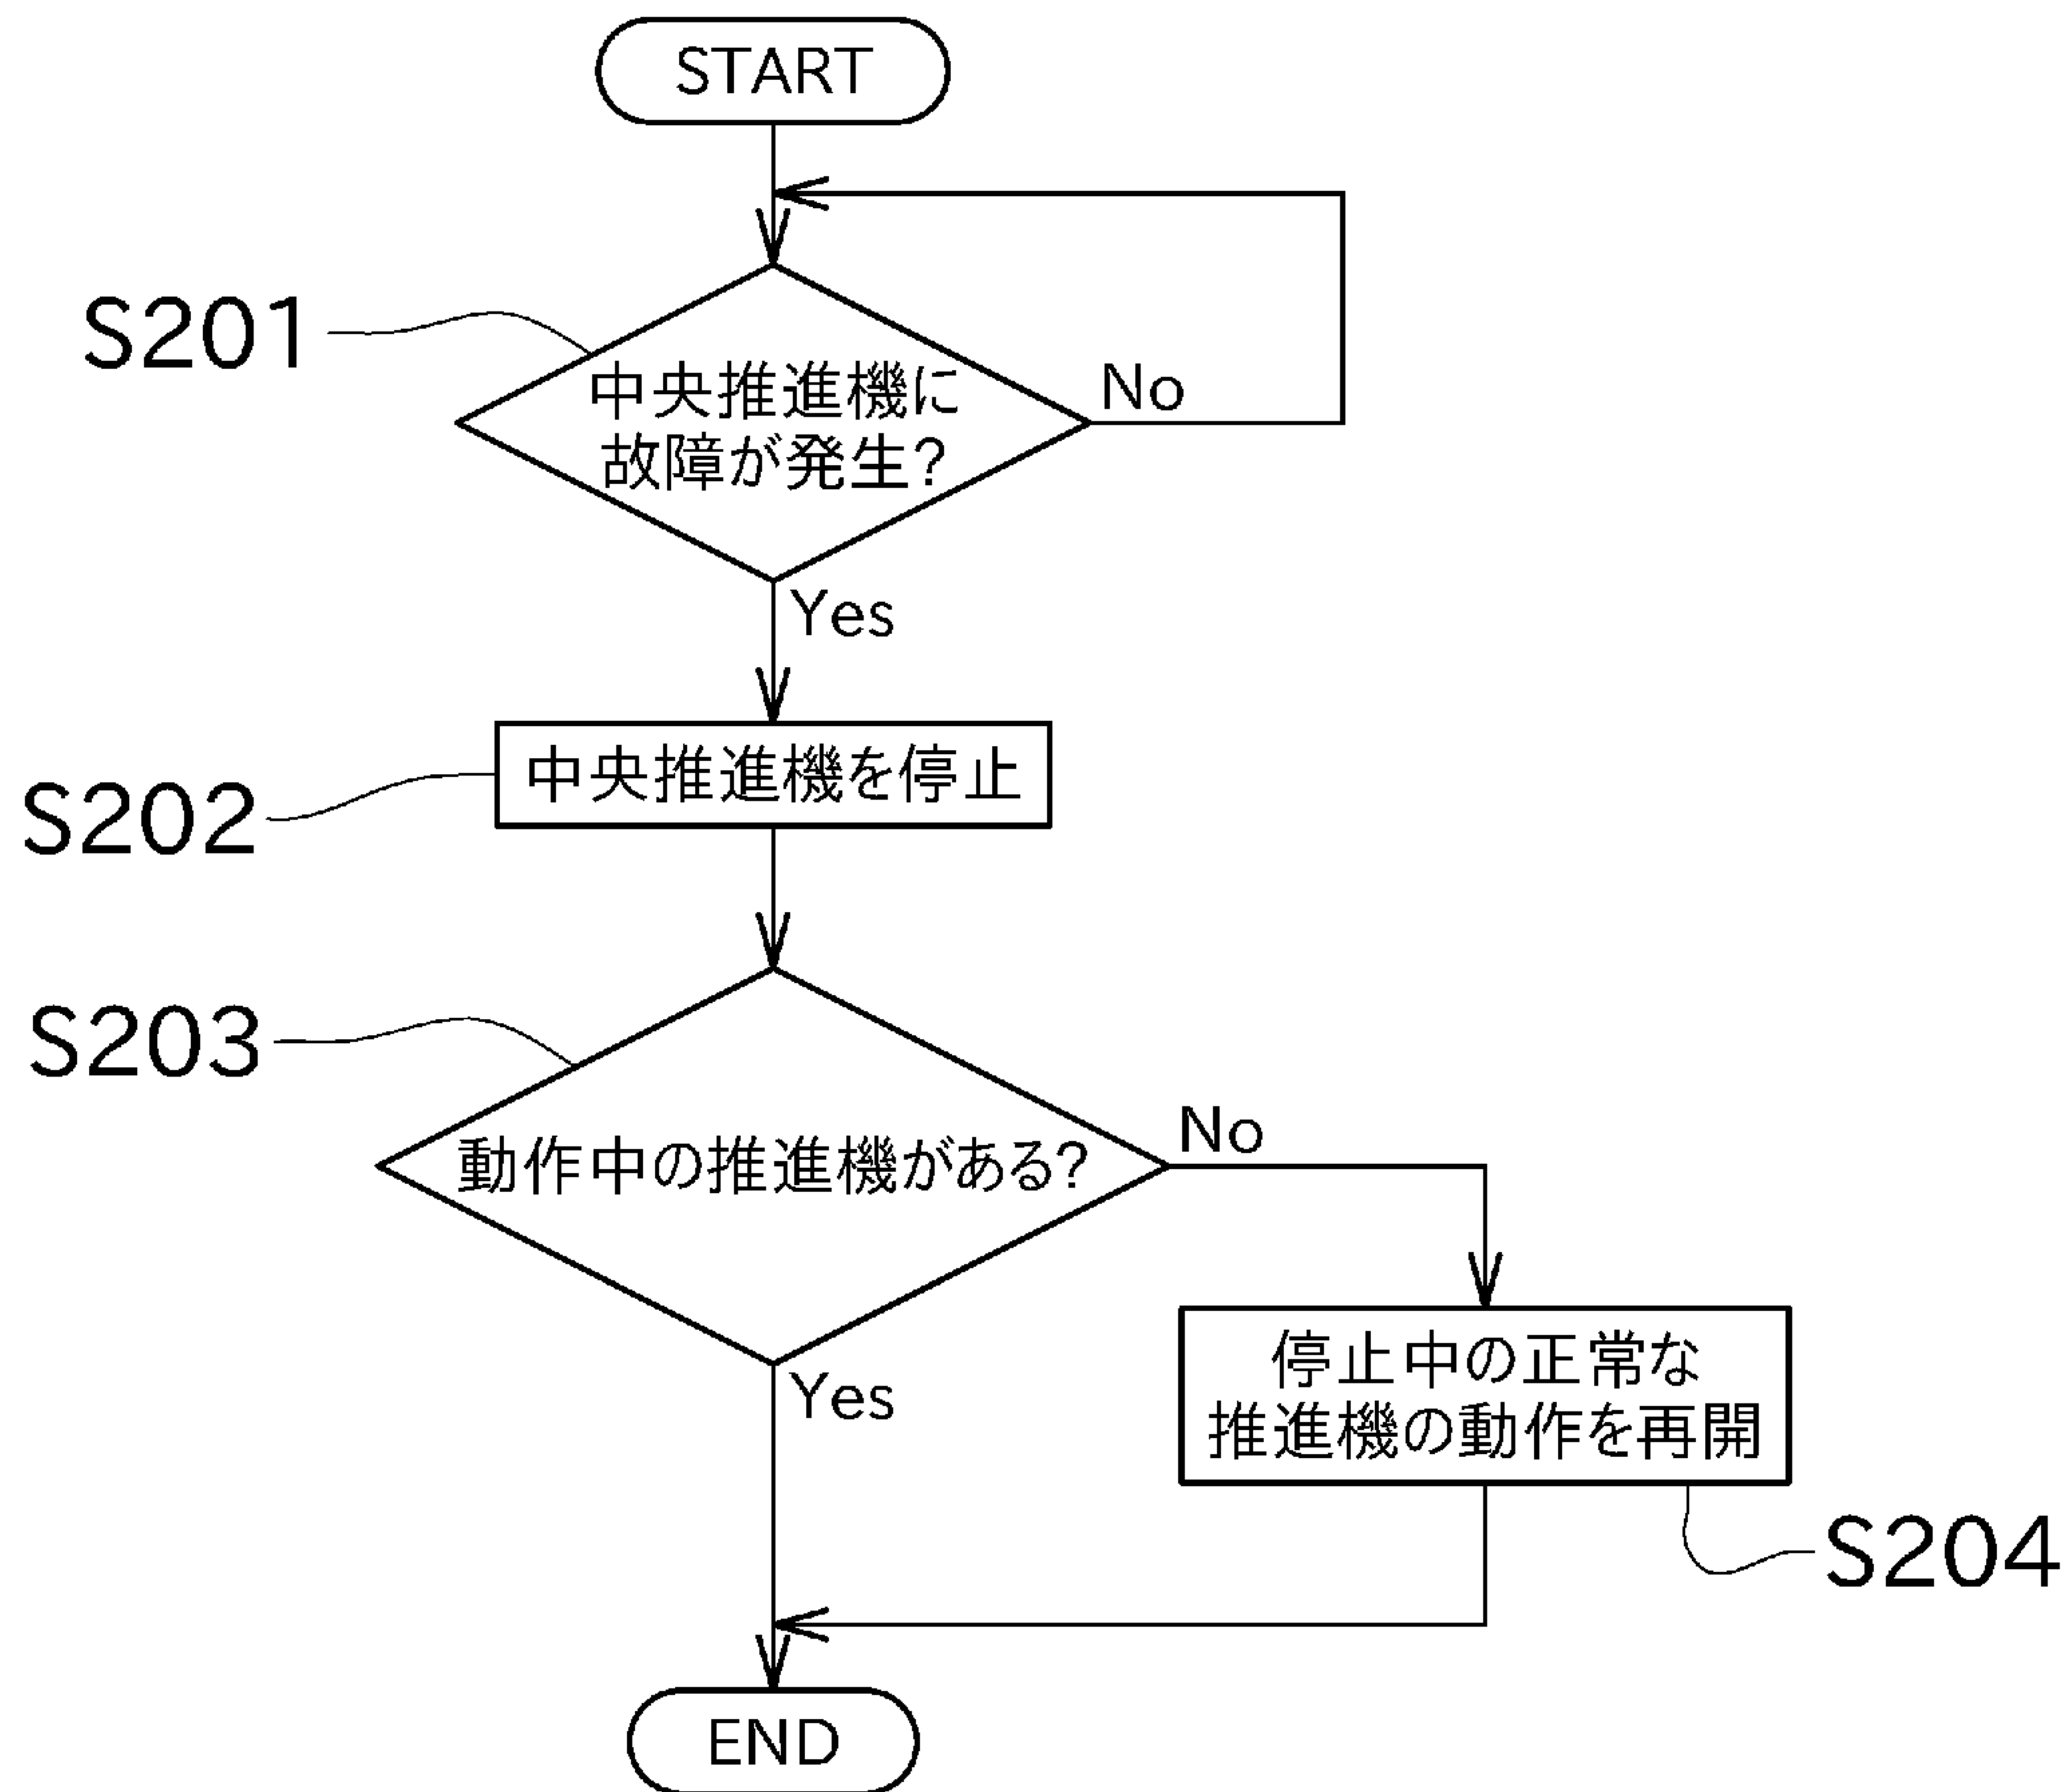 START
S201
中央推進機に
故障が発生?
No
Yes
S202
中央推進機を停止
S203
動作中の推進機がある?
No
Yes
停止中の正常な
推進機の動作を再開
S204
END